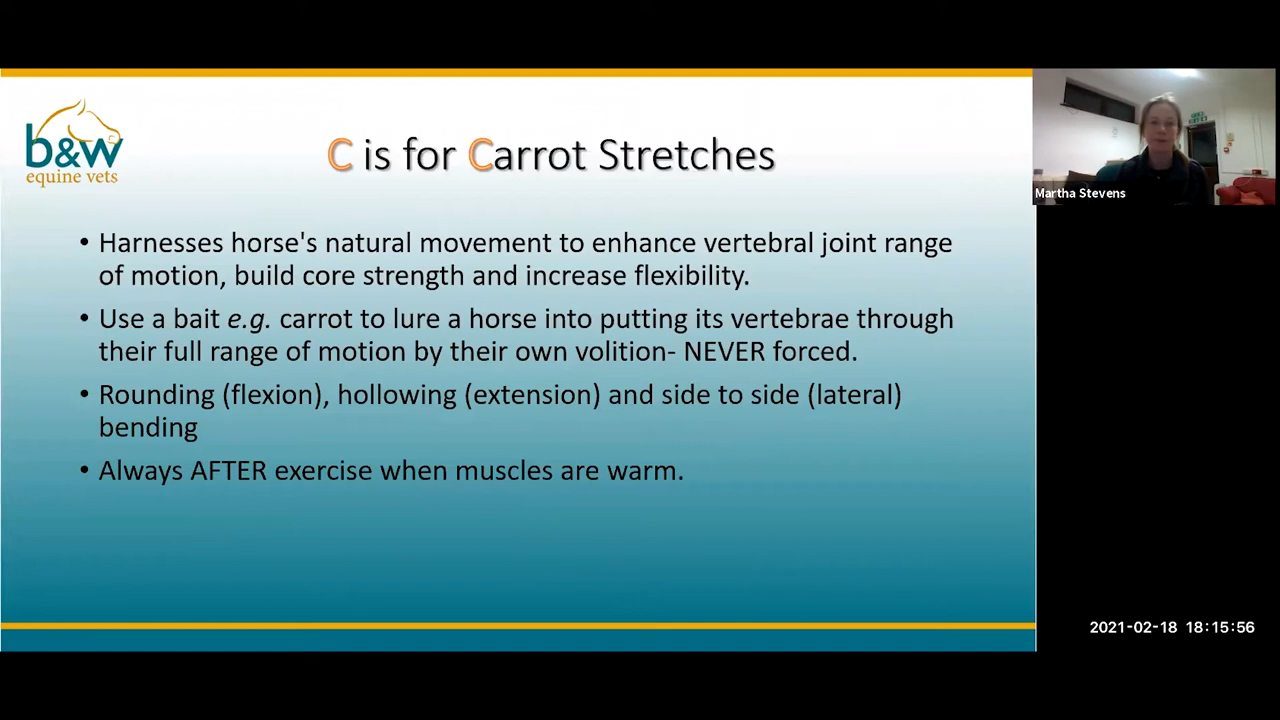 b&w
equine vets
C is for Carrot Stretches
• Harnesses horse's natural movement to enhance vertebral joint range
of motion, build core strength and increase flexibility.
• Use a bait e.g. carrot to lure a horse into putting its vertebrae through
their full range of motion by their own volition- NEVER forced.
• Rounding (flexion), hollowing (extension) and side to side (lateral)
bending
• Always AFTER exercise when muscles are warm.
Martha Stevens
2021-02-18 18:15:56